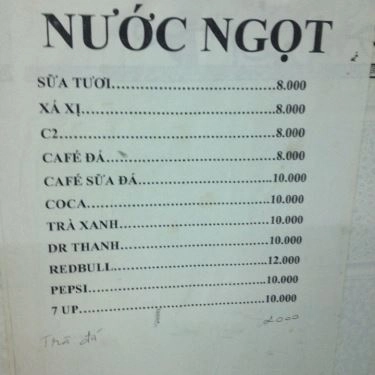 NƯỚC NGỌT
SỮA TƯƠI..............................8.000
XÁ XỊ..............................8.000
C2..............................8.000
CAFÉ ĐÁ..............................8.000
CAFÉ SỮA ĐÁ..............................10.000
COCA..............................10.000
TRÀ XANH..............................10.000
DR THANH..............................10.000
REDBULL..............................12.000
PEPSI..............................10.000
7 UP..............................10.000
Trà đá 2000